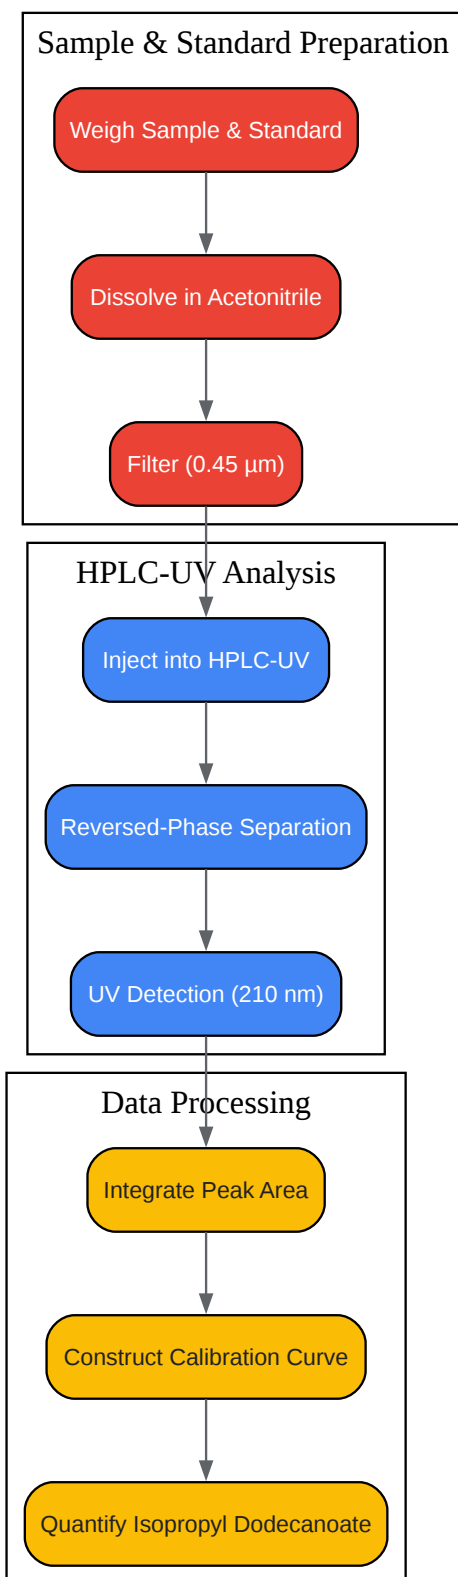 Sample & Standard Preparation
Weigh Sample & Standard
Dissolve in Acetonitrile
Filter (0.45 µm)
HPLC-UV Analysis
Inject into HPLC-UV
Reversed-Phase Separation
UV Detection (210 nm)
Data Processing
Integrate Peak Area
Construct Calibration Curve
Quantify Isopropyl Dodecanoate